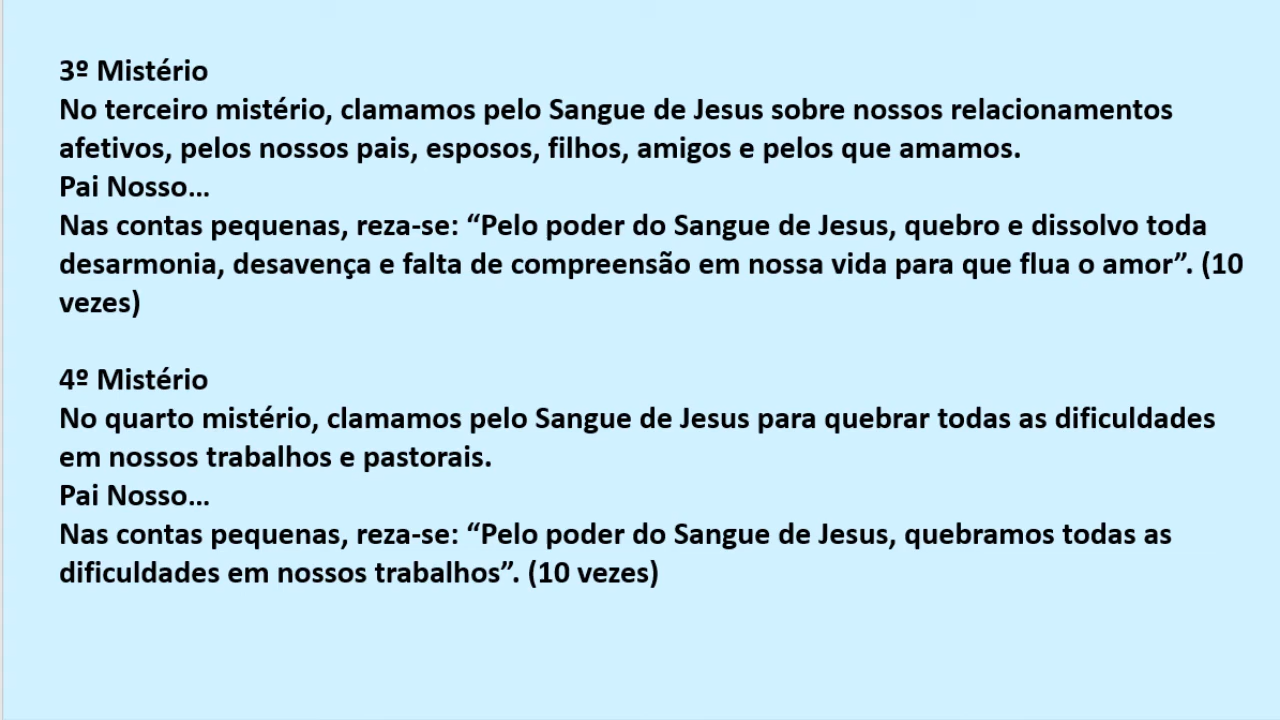 3º Mistério
No terceiro mistério, clamamos pelo Sangue de Jesus sobre nossos relacionamentos
afetivos, pelos nossos pais, esposos, filhos, amigos e pelos que amamos.
Pai Nosso...
Nas contas pequenas, reza-se: “Pelo poder do Sangue de Jesus, quebro e dissolvo toda
desarmonia, desavença e falta de compreensão em nossa vida para que flua o amor”. (10
vezes)
4º Mistério
No quarto mistério, clamamos pelo Sangue de Jesus para quebrar todas as dificuldades
em nossos trabalhos e pastorais.
Pai Nosso...
Nas contas pequenas, reza-se: “Pelo poder do Sangue de Jesus, quebramos todas as
dificuldades em nossos trabalhos”. (10 vezes)